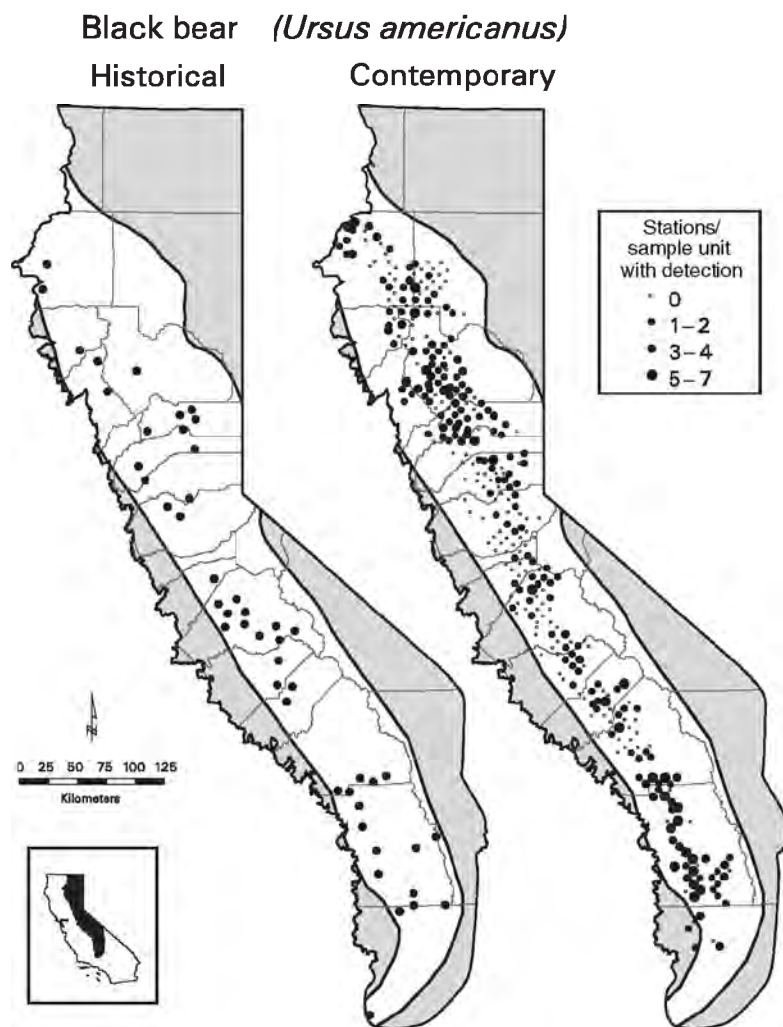 Black bear (Ursus americanus)
Historical Contemporary
Stations/
sample unit
with detection
0
1–2
3–4
5–7
0 25 50 75 100 125
Kilometers